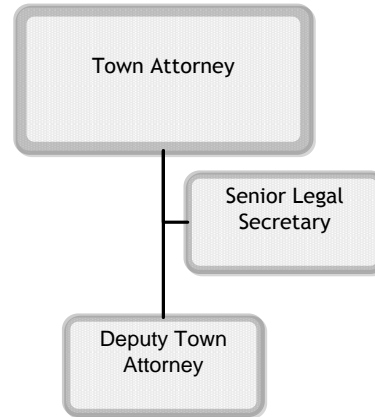 Town Attorney
Senior Legal
Secretary
Deputy Town
Attorney